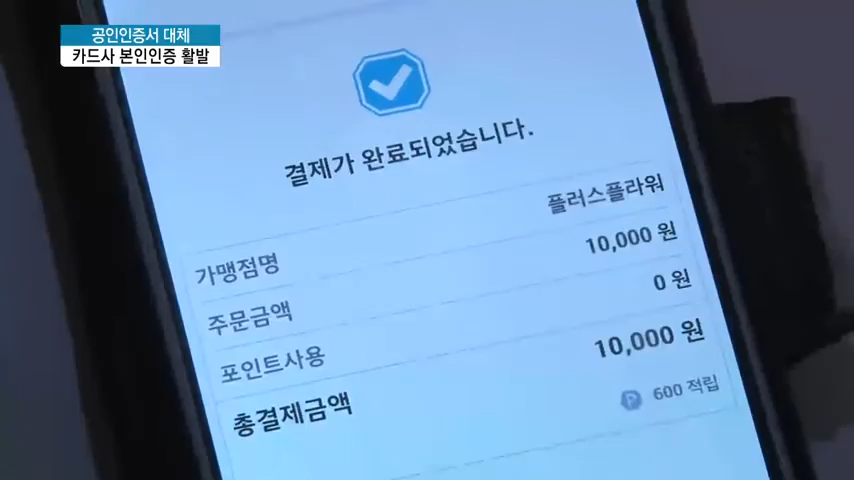 공인인증서 대체
카드사 본인인증 활발
결제가 완료되었습니다.
가맹점명 플러스플라워
주문금액 10,000 원
포인트사용 0 원
총결제금액 10,000 원
P 600 적립